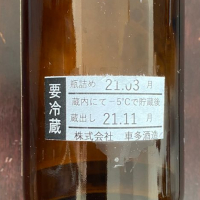 要冷蔵
瓶詰め 21.03 月
蔵内にて－5℃で貯蔵後
蔵出し 21.11 月
株式会社 車多酒造